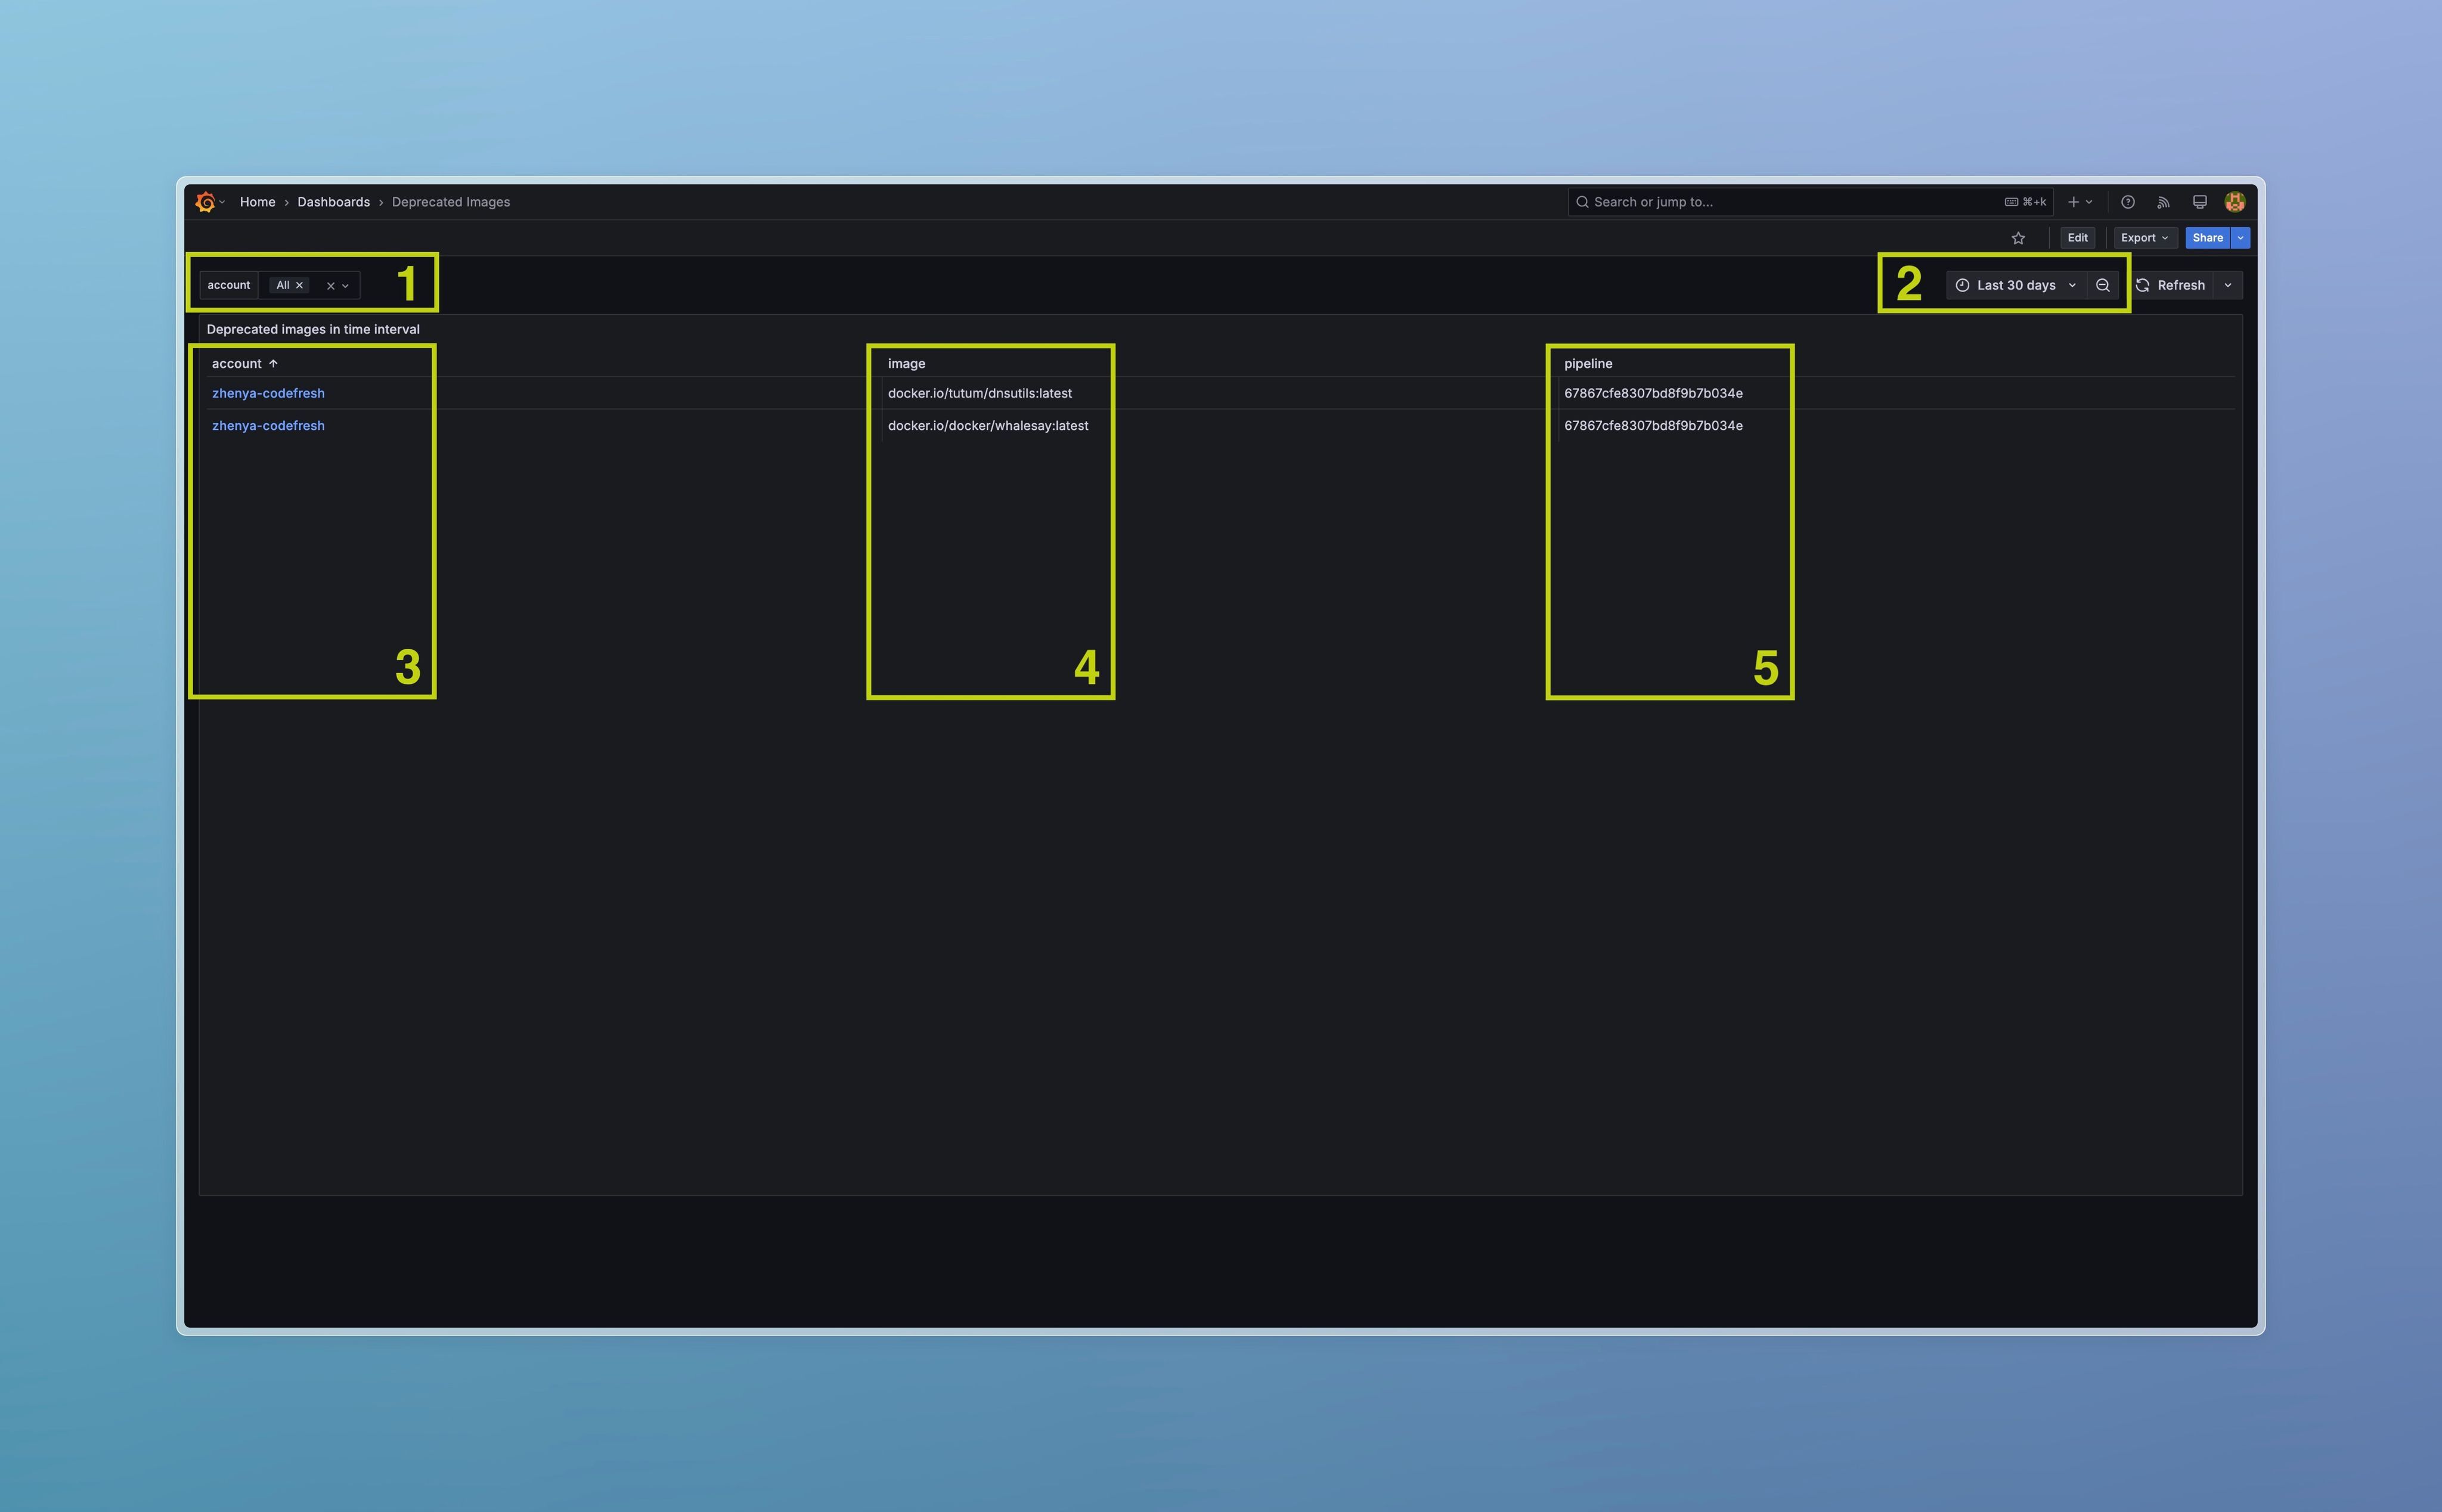 Home › Dashboards › Deprecated Images
Search or jump to... ⌘+k
Edit Export Share
account All 1
2 Last 30 days Refresh
Deprecated images in time interval
account image pipeline
zhenya-codefresh docker.io/tutum/dnsutils:latest 67867cfe8307bd8f9b7b034e
zhenya-codefresh docker.io/docker/whalesay:latest 67867cfe8307bd8f9b7b034e
3 4 5